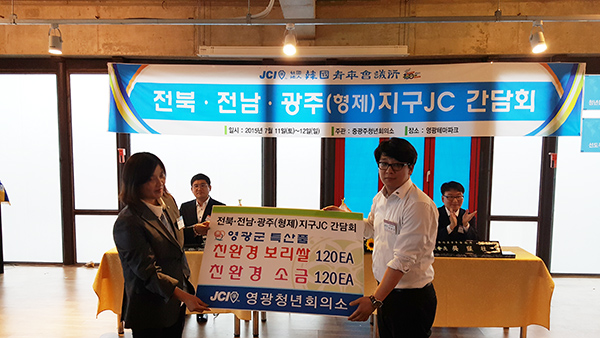 JCI 韓國靑年會議所
전북·전남·광주(형제)지구JC 간담회
일시 : 2015년 7월 11일(토)~12일(일) 주관 : 중광주청년회의소 장소 : 영광테마파크
전북·전남·광주(형제)지구JC 간담회
영광군 특산품
친환경 보리쌀 120EA
친환경 소금 120EA
JCI 영광청년회의소